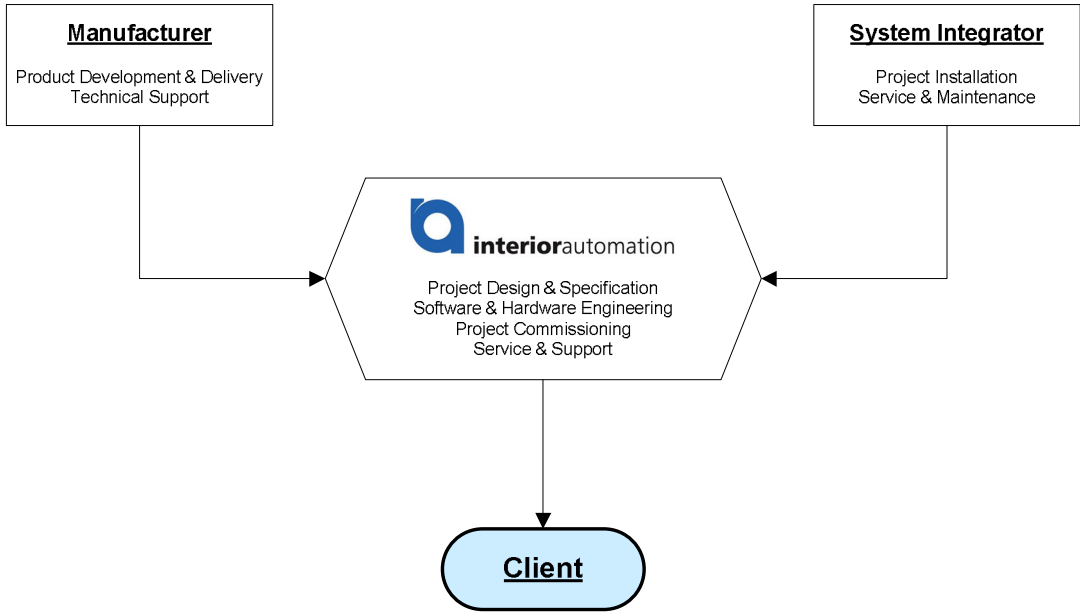 Manufacturer
Product Development & Delivery
Technical Support
System Integrator
Project Installation
Service & Maintenance
interiorautomation
Project Design & Specification
Software & Hardware Engineering
Project Commissioning
Service & Support
Client